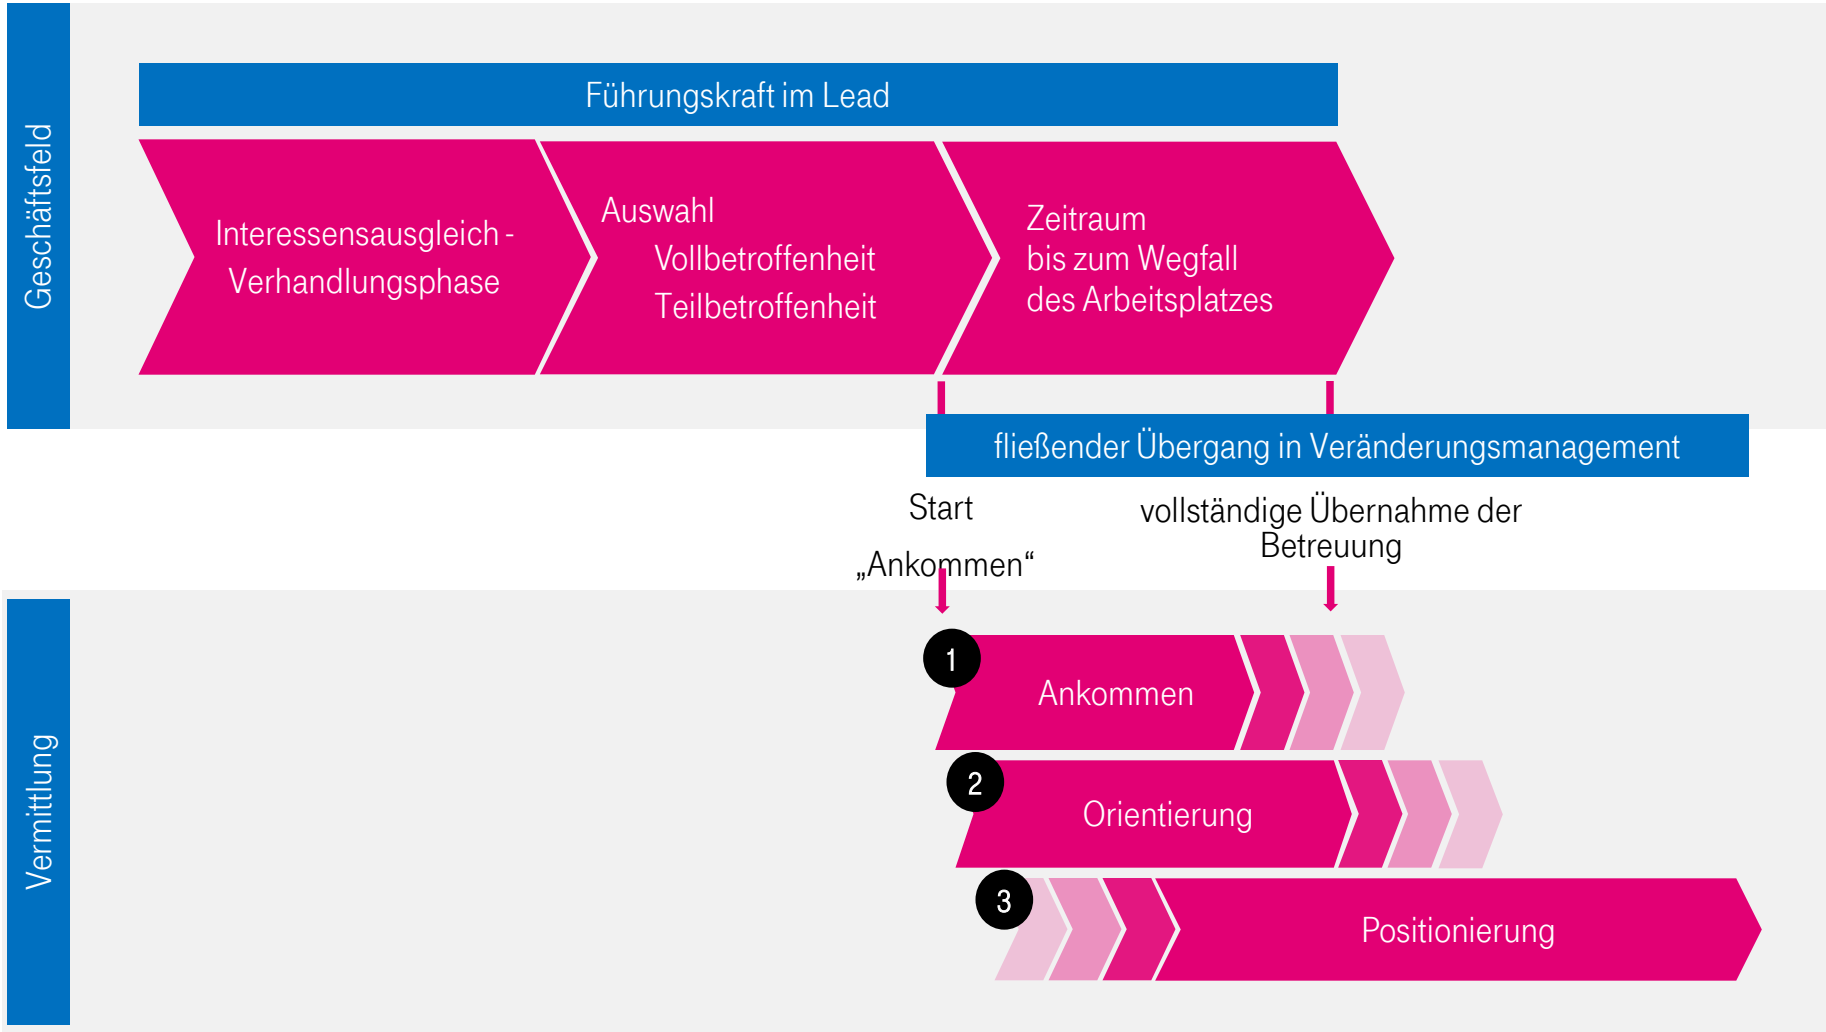 Geschäftsfeld
Führungskraft im Lead
Interessensausgleich -
Verhandlungsphase
Auswahl
Vollbetroffenheit
Teilbetroffenheit
Zeitraum
bis zum Wegfall
des Arbeitsplatzes
fließender Übergang in Veränderungsmanagement
Start
„Ankommen“
vollständige Übernahme der
Betreuung
Vermittlung
1
Ankommen
2
Orientierung
3
Positionierung